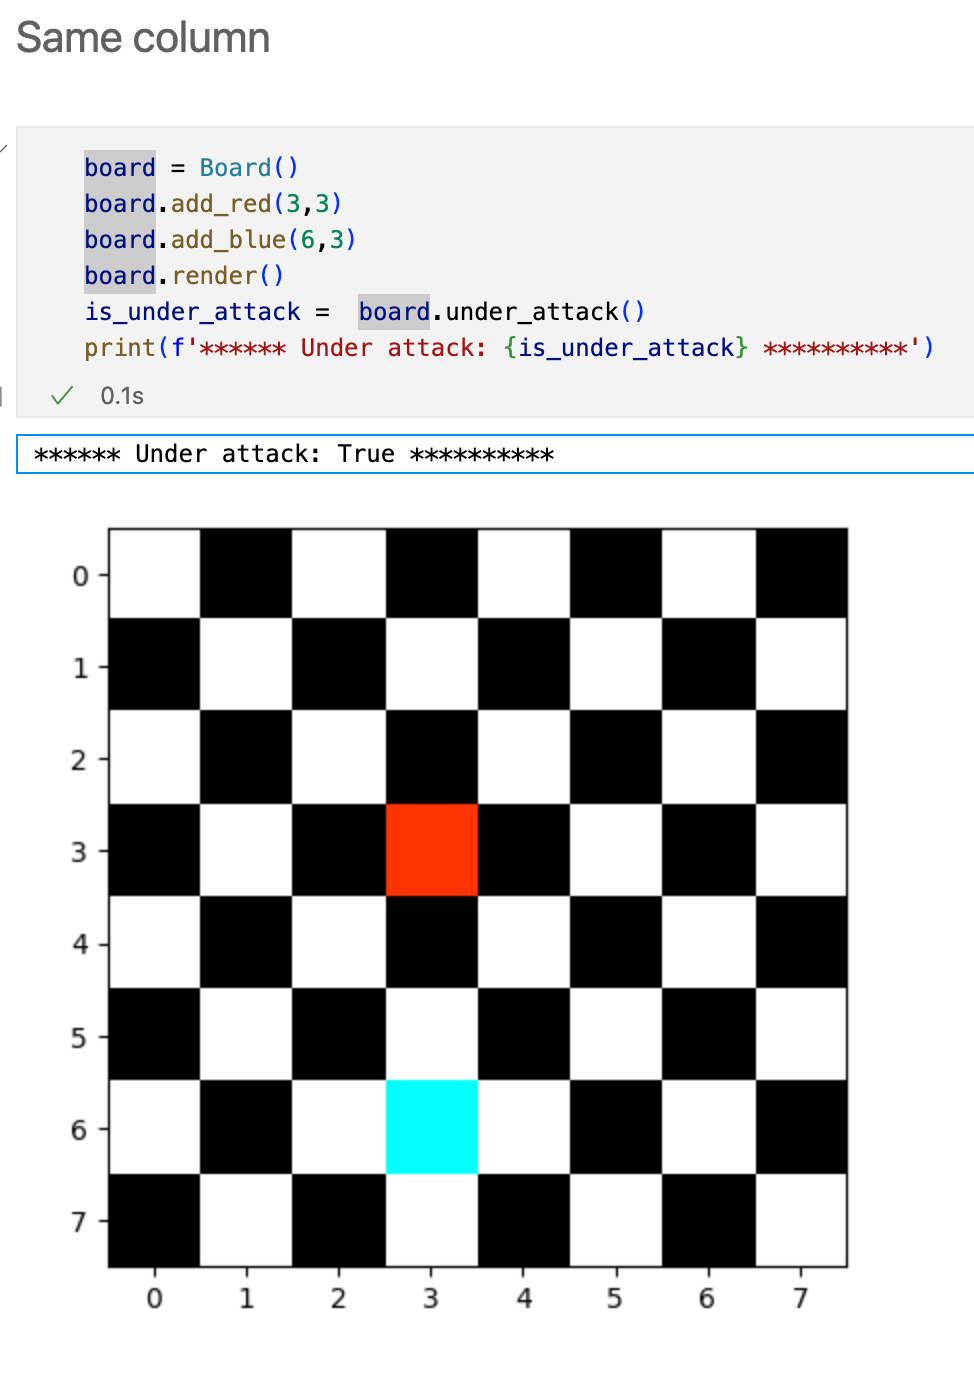 Same column
board = Board()
board.add_red(3,3)
board.add_blue(6,3)
board.render()
is_under_attack =  board.under_attack()
print(f'****** Under attack: {is_under_attack} **********')
0.1s
****** Under attack: True **********
0
1
2
3
4
5
6
7
0 1 2 3 4 5 6 7